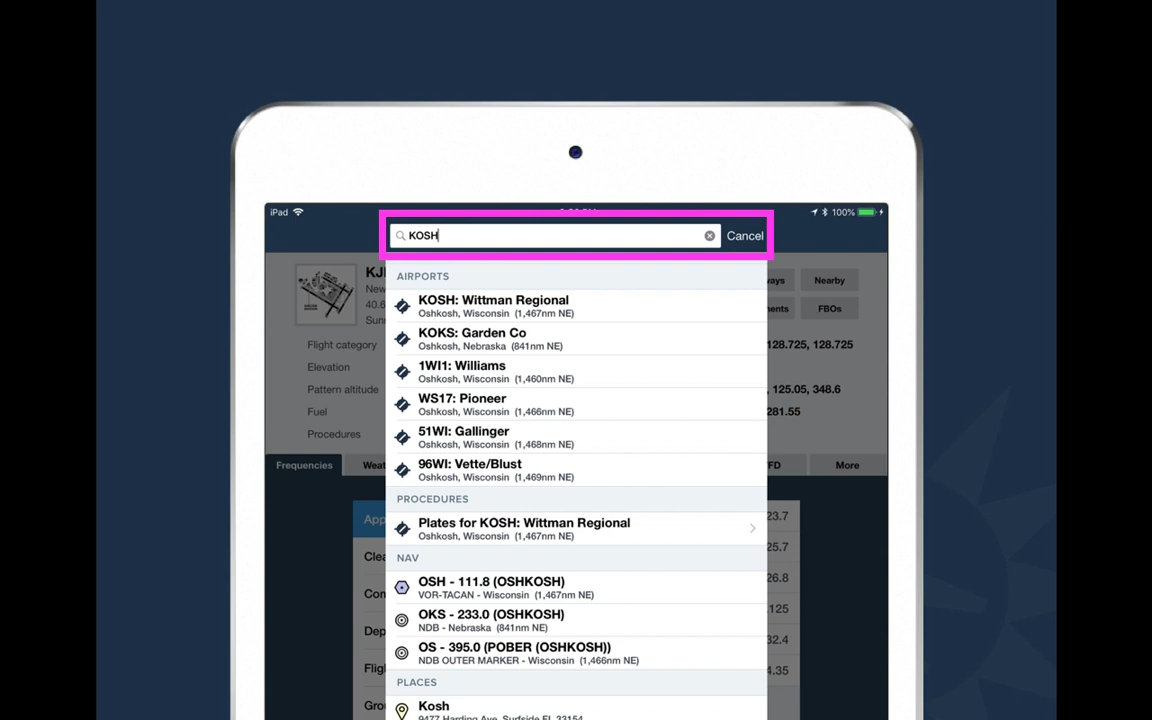 iPad
100%
KOSH
Cancel
AIRPORTS
KOSH: Wittman Regional
Oshkosh, Wisconsin (1,467nm NE)
KOKS: Garden Co
Oshkosh, Nebraska (841nm NE)
1WI1: Williams
Oshkosh, Wisconsin (1,460nm NE)
WS17: Pioneer
Oshkosh, Wisconsin (1,466nm NE)
51WI: Gallinger
Oshkosh, Wisconsin (1,468nm NE)
96WI: Vette/Blust
Oshkosh, Wisconsin (1,469nm NE)
PROCEDURES
Plates for KOSH: Wittman Regional
Oshkosh, Wisconsin (1,467nm NE)
NAV
OSH - 111.8 (OSHKOSH)
VOR-TACAN - Wisconsin (1,467nm NE)
OKS - 233.0 (OSHKOSH)
NDB - Nebraska (841nm NE)
OS - 395.0 (POBER (OSHKOSH))
NDB OUTER MARKER - Wisconsin (1,466nm NE)
PLACES
Kosh
9477 Harding Ave, Surfside FL 33154
New
40.6
Flight category
Elevation
Pattern altitude
Fuel
Procedures
Nearby
FBOs
128.725, 128.725
, 125.05, 348.6
281.55
Frequencies
More